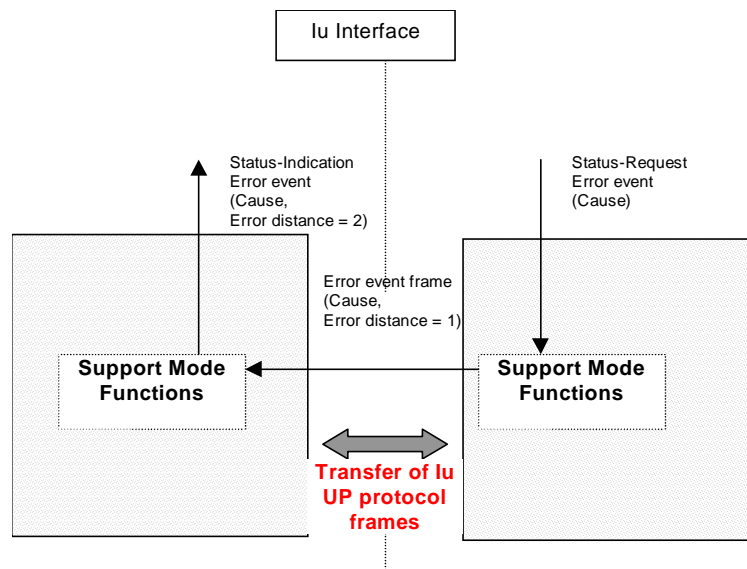 Iu Interface
Status-Indication
Error event
(Cause,
Error distance = 2)
Status-Request
Error event
(Cause)
Error event frame
(Cause,
Error distance = 1)
Support Mode
Functions
Support Mode
Functions
Transfer of Iu
UP protocol
frames